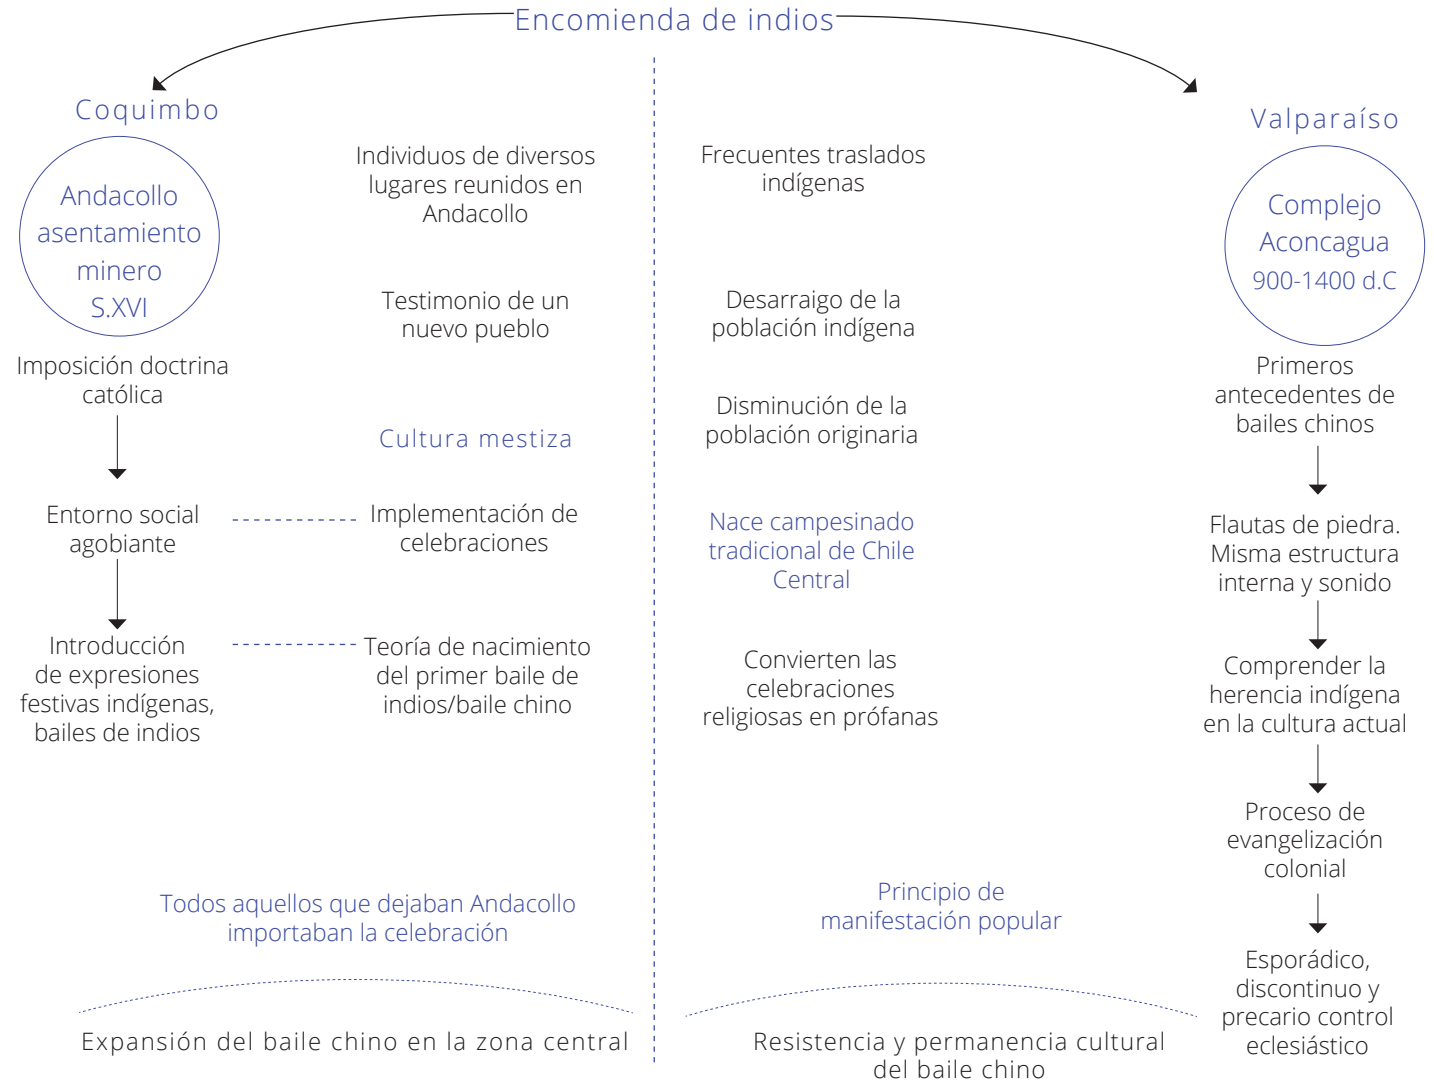 Encomienda de indios
Coquimbo
Andacollo
asentamiento
minero
S.XVI
Imposición doctrina
católica
Entorno social
agobiante
Introducción
de expresiones
festivas indígenas,
bailes de indios
Individuos de diversos
lugares reunidos en
Andacollo
Testimonio de un
nuevo pueblo
Cultura mestiza
Implementación de
celebraciones
Teoría de nacimiento
del primer baile de
indios/baile chino
Todos aquellos que dejaban Andacollo
importaban la celebración
Expansión del baile chino en la zona central
Frecuentes traslados
indígenas
Desarraigo de la
población indígena
Disminución de la
población originaria
Nace campesinado
tradicional de Chile
Central
Convierten las
celebraciones
religiosas en prófanas
Principio de
manifestación popular
Resistencia y permanencia cultural
del baile chino
Valparaíso
Complejo
Aconcagua
900-1400 d.C
Primeros
antecedentes de
bailes chinos
Flautas de piedra.
Misma estructura
interna y sonido
Comprender la
herencia indígena
en la cultura actual
Proceso de
evangelización
colonial
Esporádico,
discontinuo y
precario control
eclesiástico